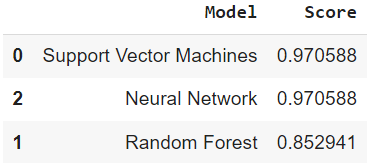 Model Score
0 Support Vector Machines 0.970588
2 Neural Network 0.970588
1 Random Forest 0.852941